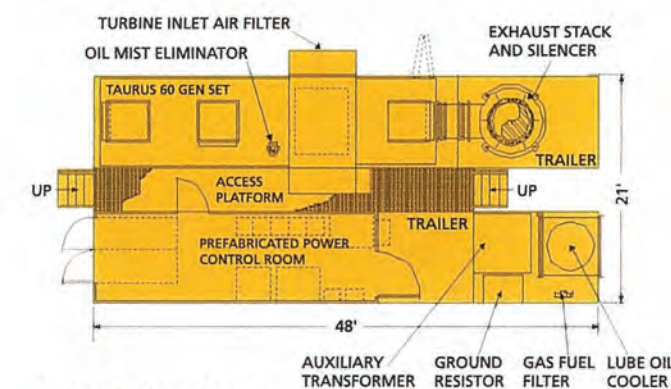 TURBINE INLET AIR FILTER
OIL MIST ELIMINATOR
EXHAUST STACK
AND SILENCER
TAURUS 60 GEN SET
TRAILER
UP
ACCESS
PLATFORM
UP
21'
TRAILER
PREFABRICATED POWER
CONTROL ROOM
48'
AUXILIARY
TRANSFORMER
GROUND
RESISTOR
GAS FUEL
FILTER
LUBE OIL
COOLER